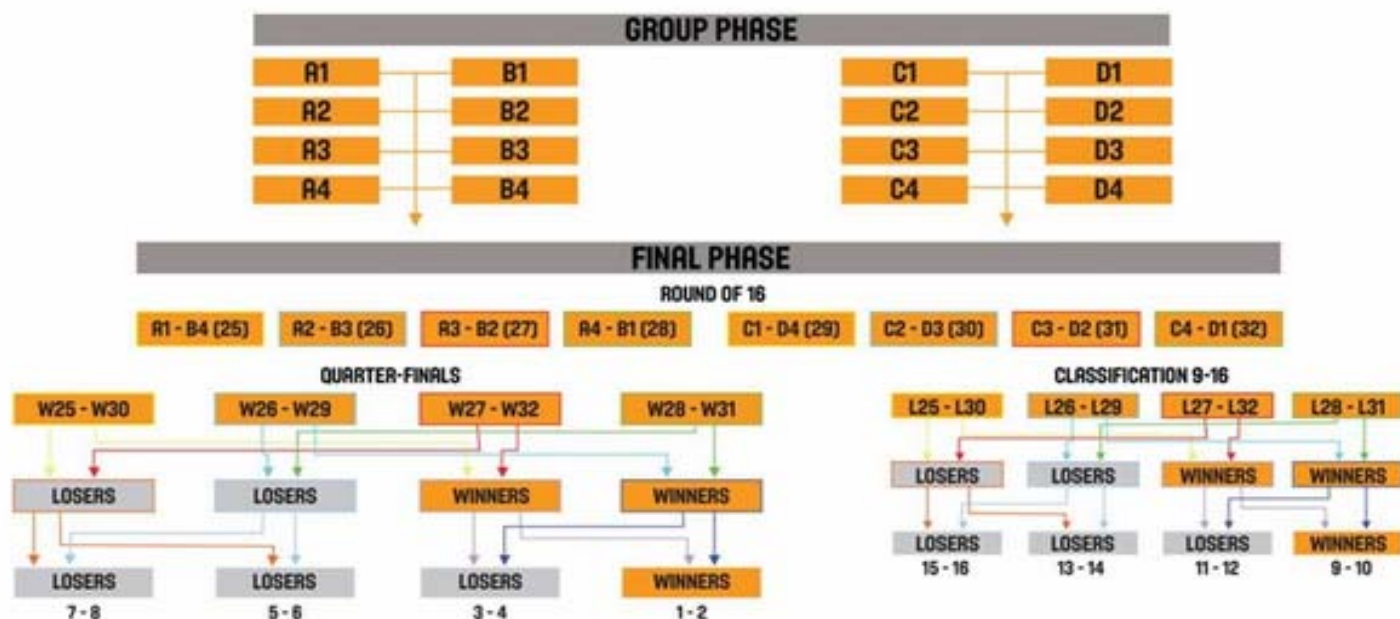 GROUP PHASE
A1 B1 C1 D1
A2 B2 C2 D2
A3 B3 C3 D3
A4 B4 C4 D4
FINAL PHASE
ROUND OF 16
A1 - B4 (25) A2 - B3 (26) A3 - B2 (27) A4 - B1 (28) C1 - D4 (29) C2 - D3 (30) C3 - D2 (31) C4 - D1 (32)
QUARTER-FINALS CLASSIFICATION 9-16
W25 - W30 W26 - W29 W27 - W32 W28 - W31 L25 - L30 L26 - L29 L27 - L32 L28 - L31
LOSERS LOSERS WINNERS WINNERS LOSERS LOSERS WINNERS WINNERS
LOSERS LOSERS LOSERS WINNERS LOSERS LOSERS LOSERS WINNERS
7 - 8 5 - 6 3 - 4 1 - 2 15 - 16 13 - 14 11 - 12 9 - 10